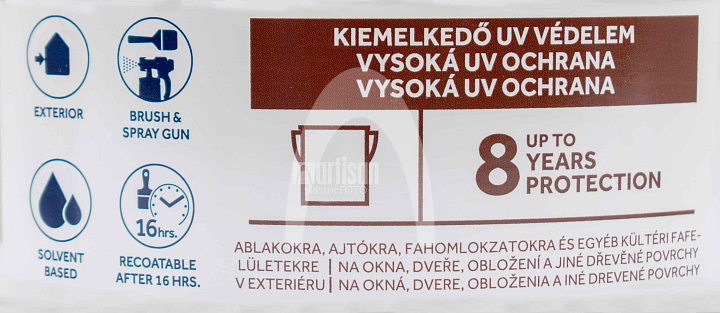 EXTERIOR
BRUSH &
SPRAY GUN
SOLVENT
BASED
16hrs.
RECOATABLE
AFTER 16 HRS.
KIEMELKEDŐ UV VÉDELEM
VYSOKÁ UV OCHRANA
VYSOKÁ UV OCHRANA
artison
8 UP TO
YEARS
PROTECTION
ABLAKOKRA, AJTÓKRA, FAHOMLOKZATOKRA ÉS EGYÉB KÜLTÉRI FAFE-
LÜLETEKRE | NA OKNA, DVEŘE, OBLOŽENÍ A JINÉ DŘEVĚNÉ POVRCHY
V EXTERIÉRU | NA OKNÁ, DVERE, OBLOŽENIA A INÉ DREVENÉ POVRCHY